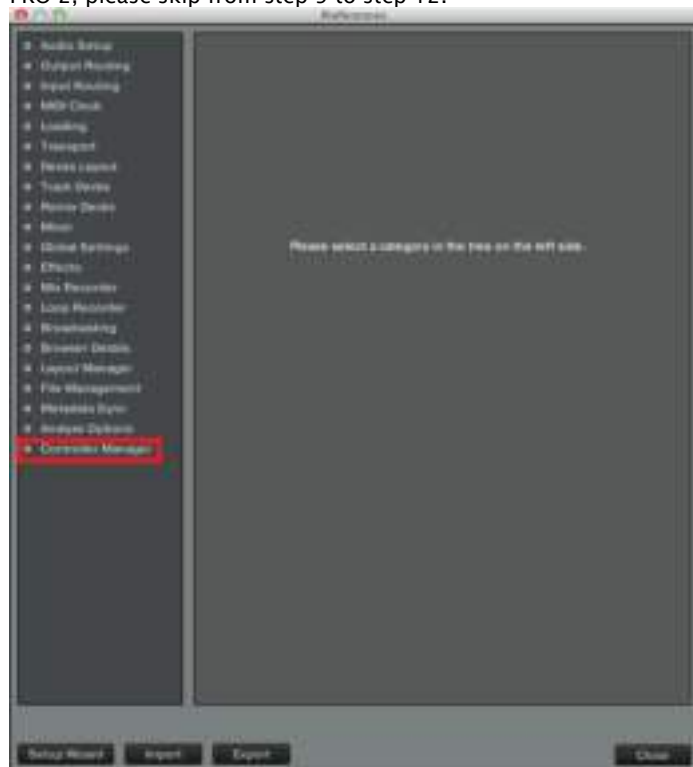 PRO 2, please skip from step 9 to step 12.
Preferences
Audio Setup
Output Routing
Input Routing
MIDI Clock
Loading
Transport
Decks Layout
Track Decks
Remix Decks
Mixer
Global Settings
Effects
Mix Recorder
Loop Recorder
Broadcasting
Browser Details
Layout Manager
File Management
Metadata Sync
Analyze Options
Controller Manager
Please select a category in the tree on the left side.
Setup Wizard
Import
Export
Close